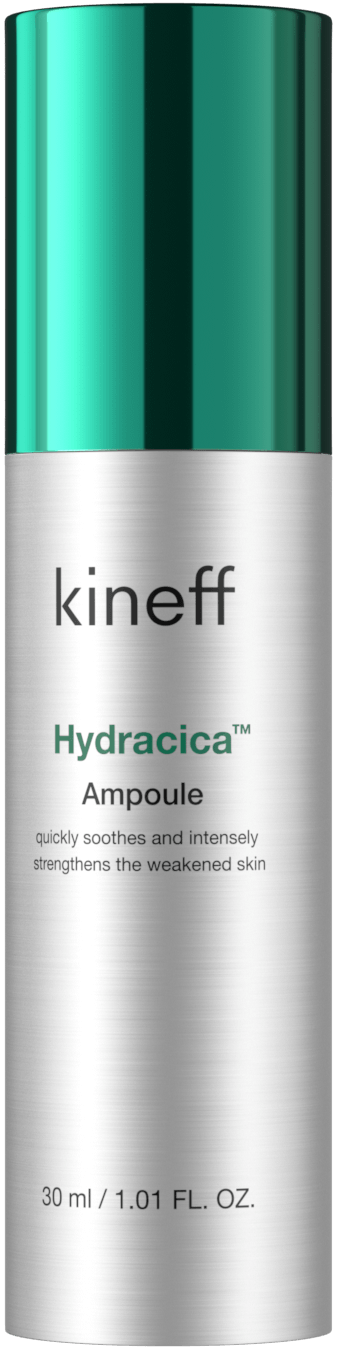 kineff
Hydracica™
Ampoule
quickly soothes and intensely
strengthens the weakened skin
30 ml / 1.01 FL. OZ.